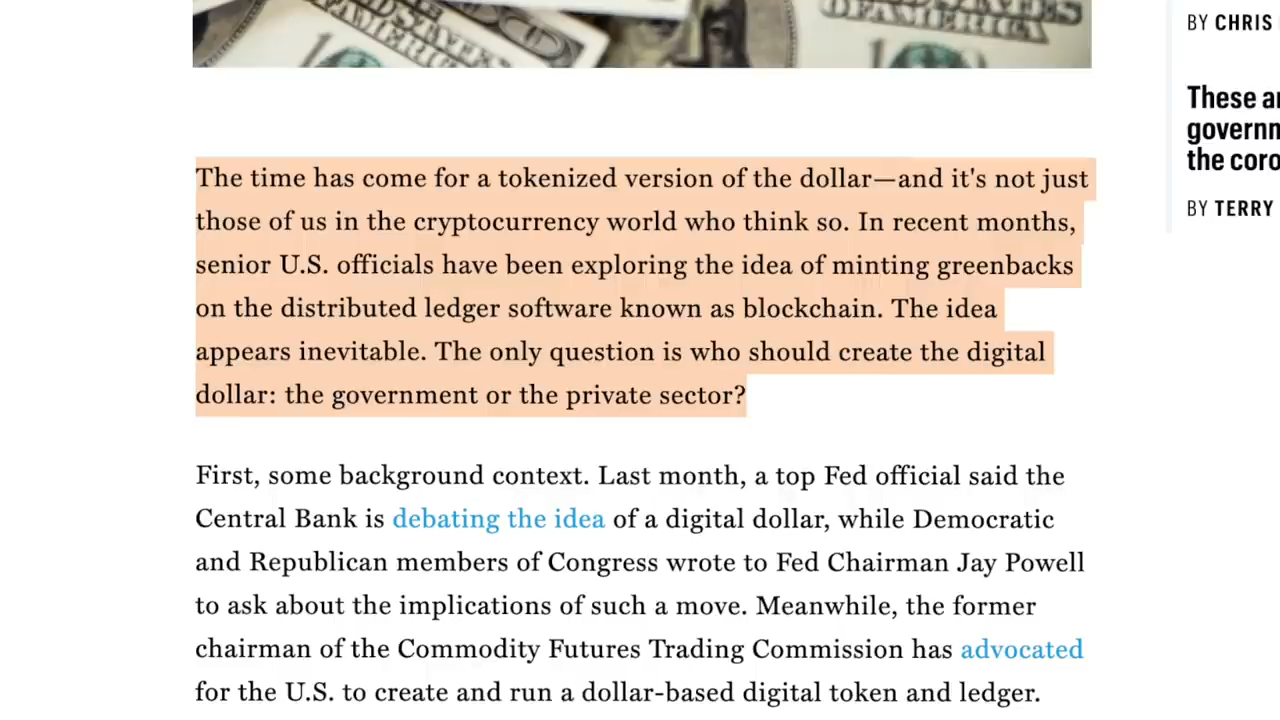 OF AMERICA
BY CHRIS
These a
governm
the coro
BY TERRY
The time has come for a tokenized version of the dollar—and it's not just
those of us in the cryptocurrency world who think so. In recent months,
senior U.S. officials have been exploring the idea of minting greenbacks
on the distributed ledger software known as blockchain. The idea
appears inevitable. The only question is who should create the digital
dollar: the government or the private sector?
First, some background context. Last month, a top Fed official said the
Central Bank is debating the idea of a digital dollar, while Democratic
and Republican members of Congress wrote to Fed Chairman Jay Powell
to ask about the implications of such a move. Meanwhile, the former
chairman of the Commodity Futures Trading Commission has advocated
for the U.S. to create and run a dollar-based digital token and ledger.